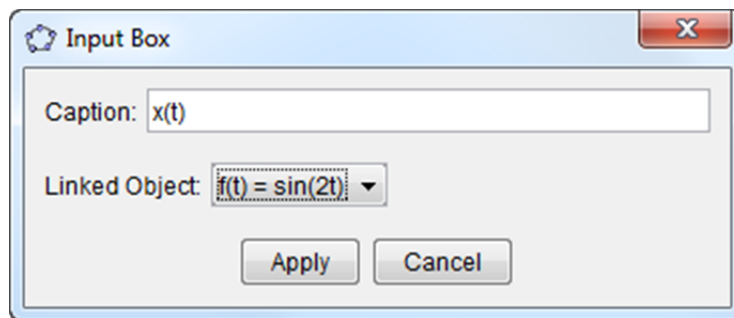 Input Box
Caption: x(t)
Linked Object: f(t) = sin(2t)
Apply Cancel